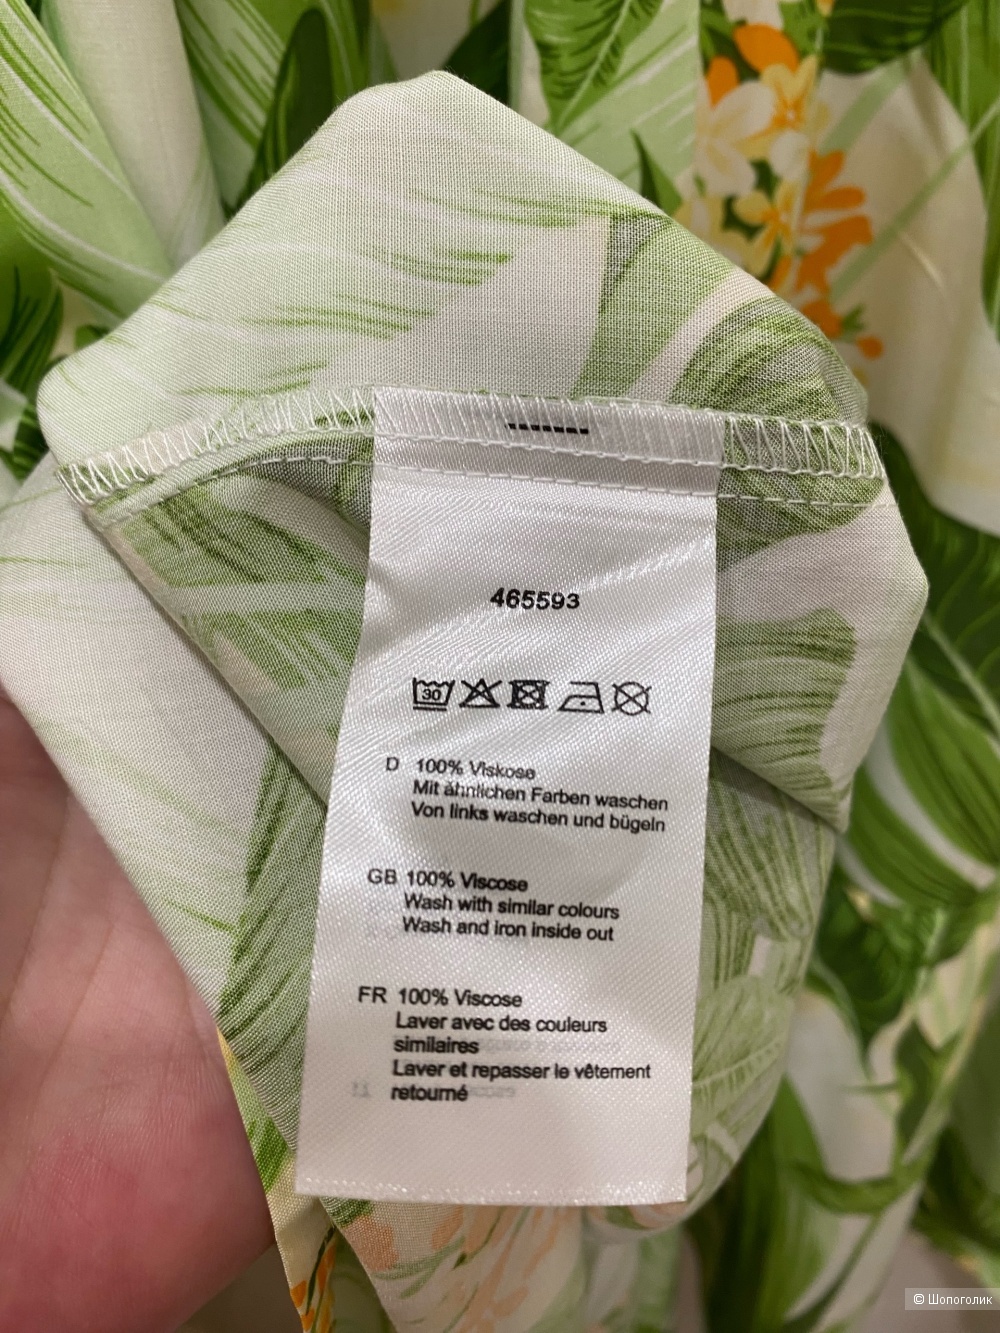 465593
30
D 100% Viskose
Mit ähnlichen Farben waschen
Von links waschen und bügeln
GB 100% Viscose
Wash with similar colours
Wash and iron inside out
FR 100% Viscose
Laver avec des couleurs
similaires
Laver et repasser le vêtement
retourné
© Шопоголик